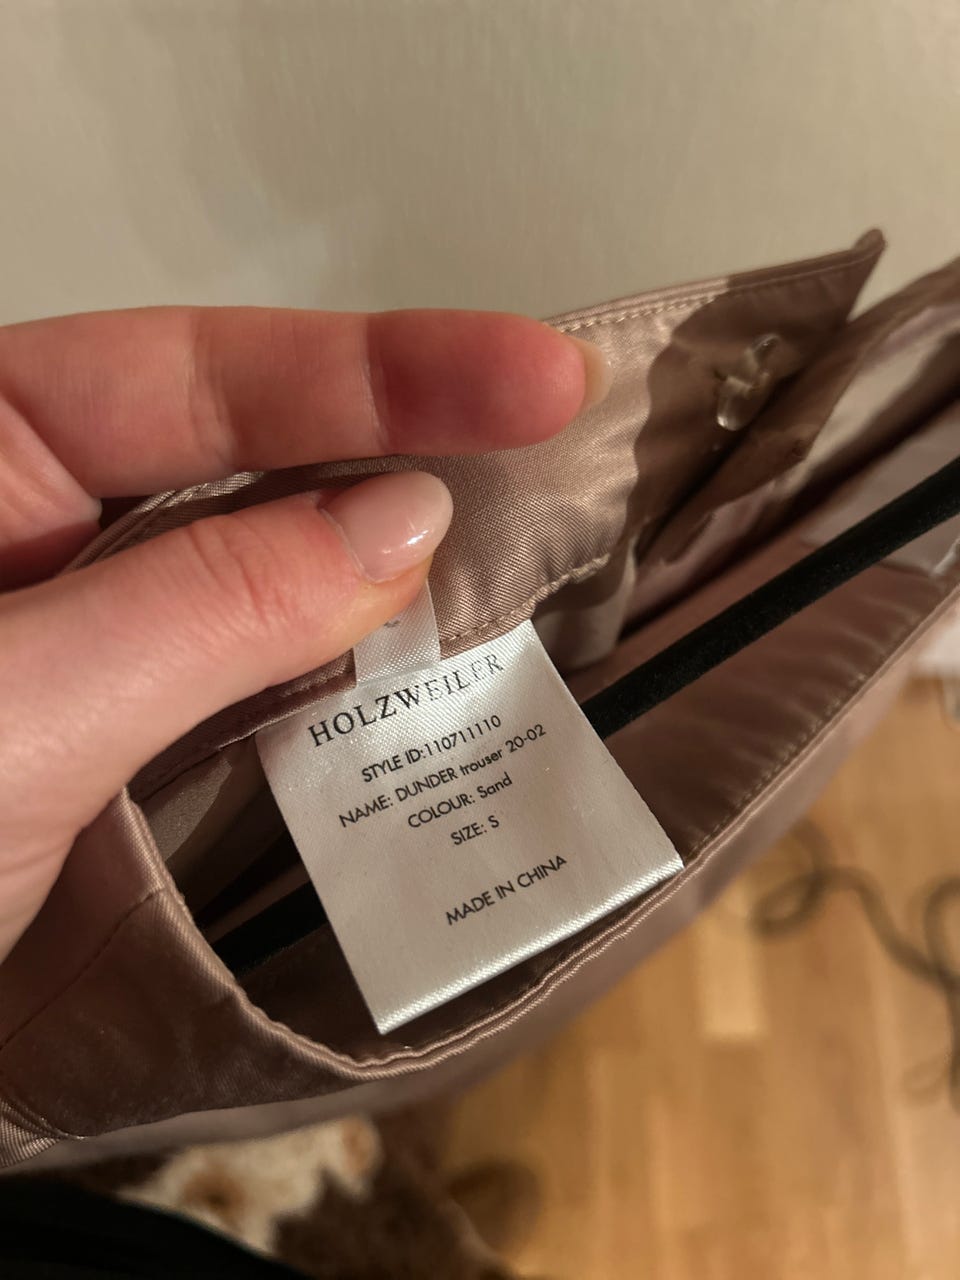 HOLZWEILER
STYLE ID:110711110
NAME: DUNDER trouser 20-02
COLOUR: Sand
SIZE: S
MADE IN CHINA